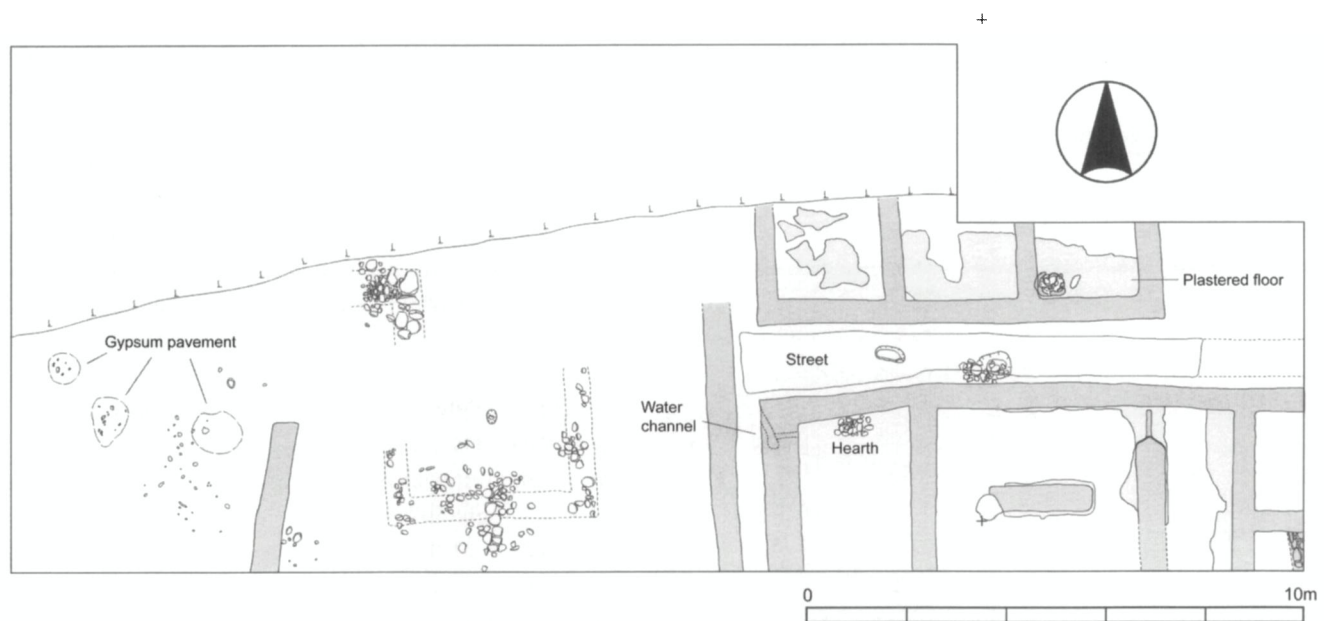 Gypsum pavement
Plastered floor
Street
Water
channel
Hearth
0
10m